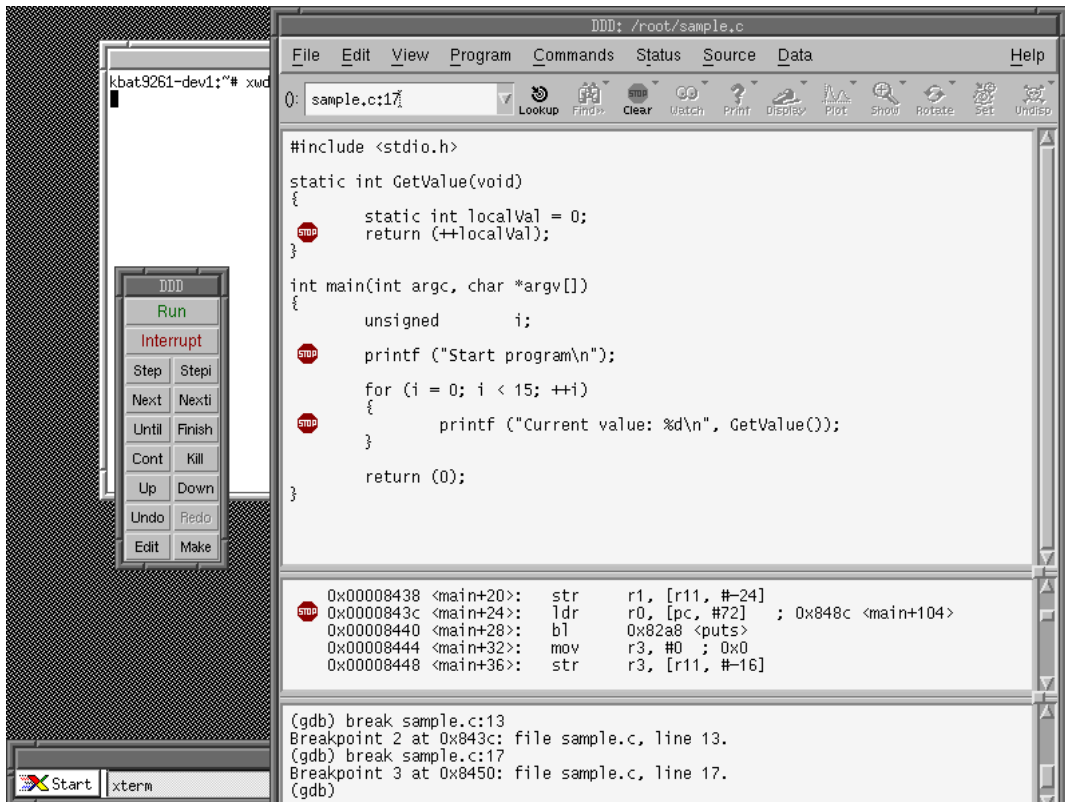 DDD: /root/sample.c
File Edit View Program Commands Status Source Data Help
(): sample.c:17
Lookup Find>> Clear Watch Print Display Plot Show Rotate Set Undisp
kbat9261-dev1:~# xwd
#include <stdio.h>
static int GetValue(void)
{
static int localVal = 0;
STOP return (++localVal);
}
int main(int argc, char *argv[])
{
unsigned i;
STOP printf ("Start program\n");
for (i = 0; i < 15; ++i)
{
STOP printf ("Current value: %d\n", GetValue());
}
return (0);
}
DDD
Run
Interrupt
Step Stepi
Next Nexti
Until Finish
Cont Kill
Up Down
Undo Redo
Edit Make
0x00008438 <main+20>: str r1, [r11, #-24]
STOP 0x0000843c <main+24>: ldr r0, [pc, #72] ; 0x848c <main+104>
0x00008440 <main+28>: bl 0x82a8 <puts>
0x00008444 <main+32>: mov r3, #0 ; 0x0
0x00008448 <main+36>: str r3, [r11, #-16]
(gdb) break sample.c:13
Breakpoint 2 at 0x843c: file sample.c, line 13.
(gdb) break sample.c:17
Breakpoint 3 at 0x8450: file sample.c, line 17.
(gdb)
Start xterm